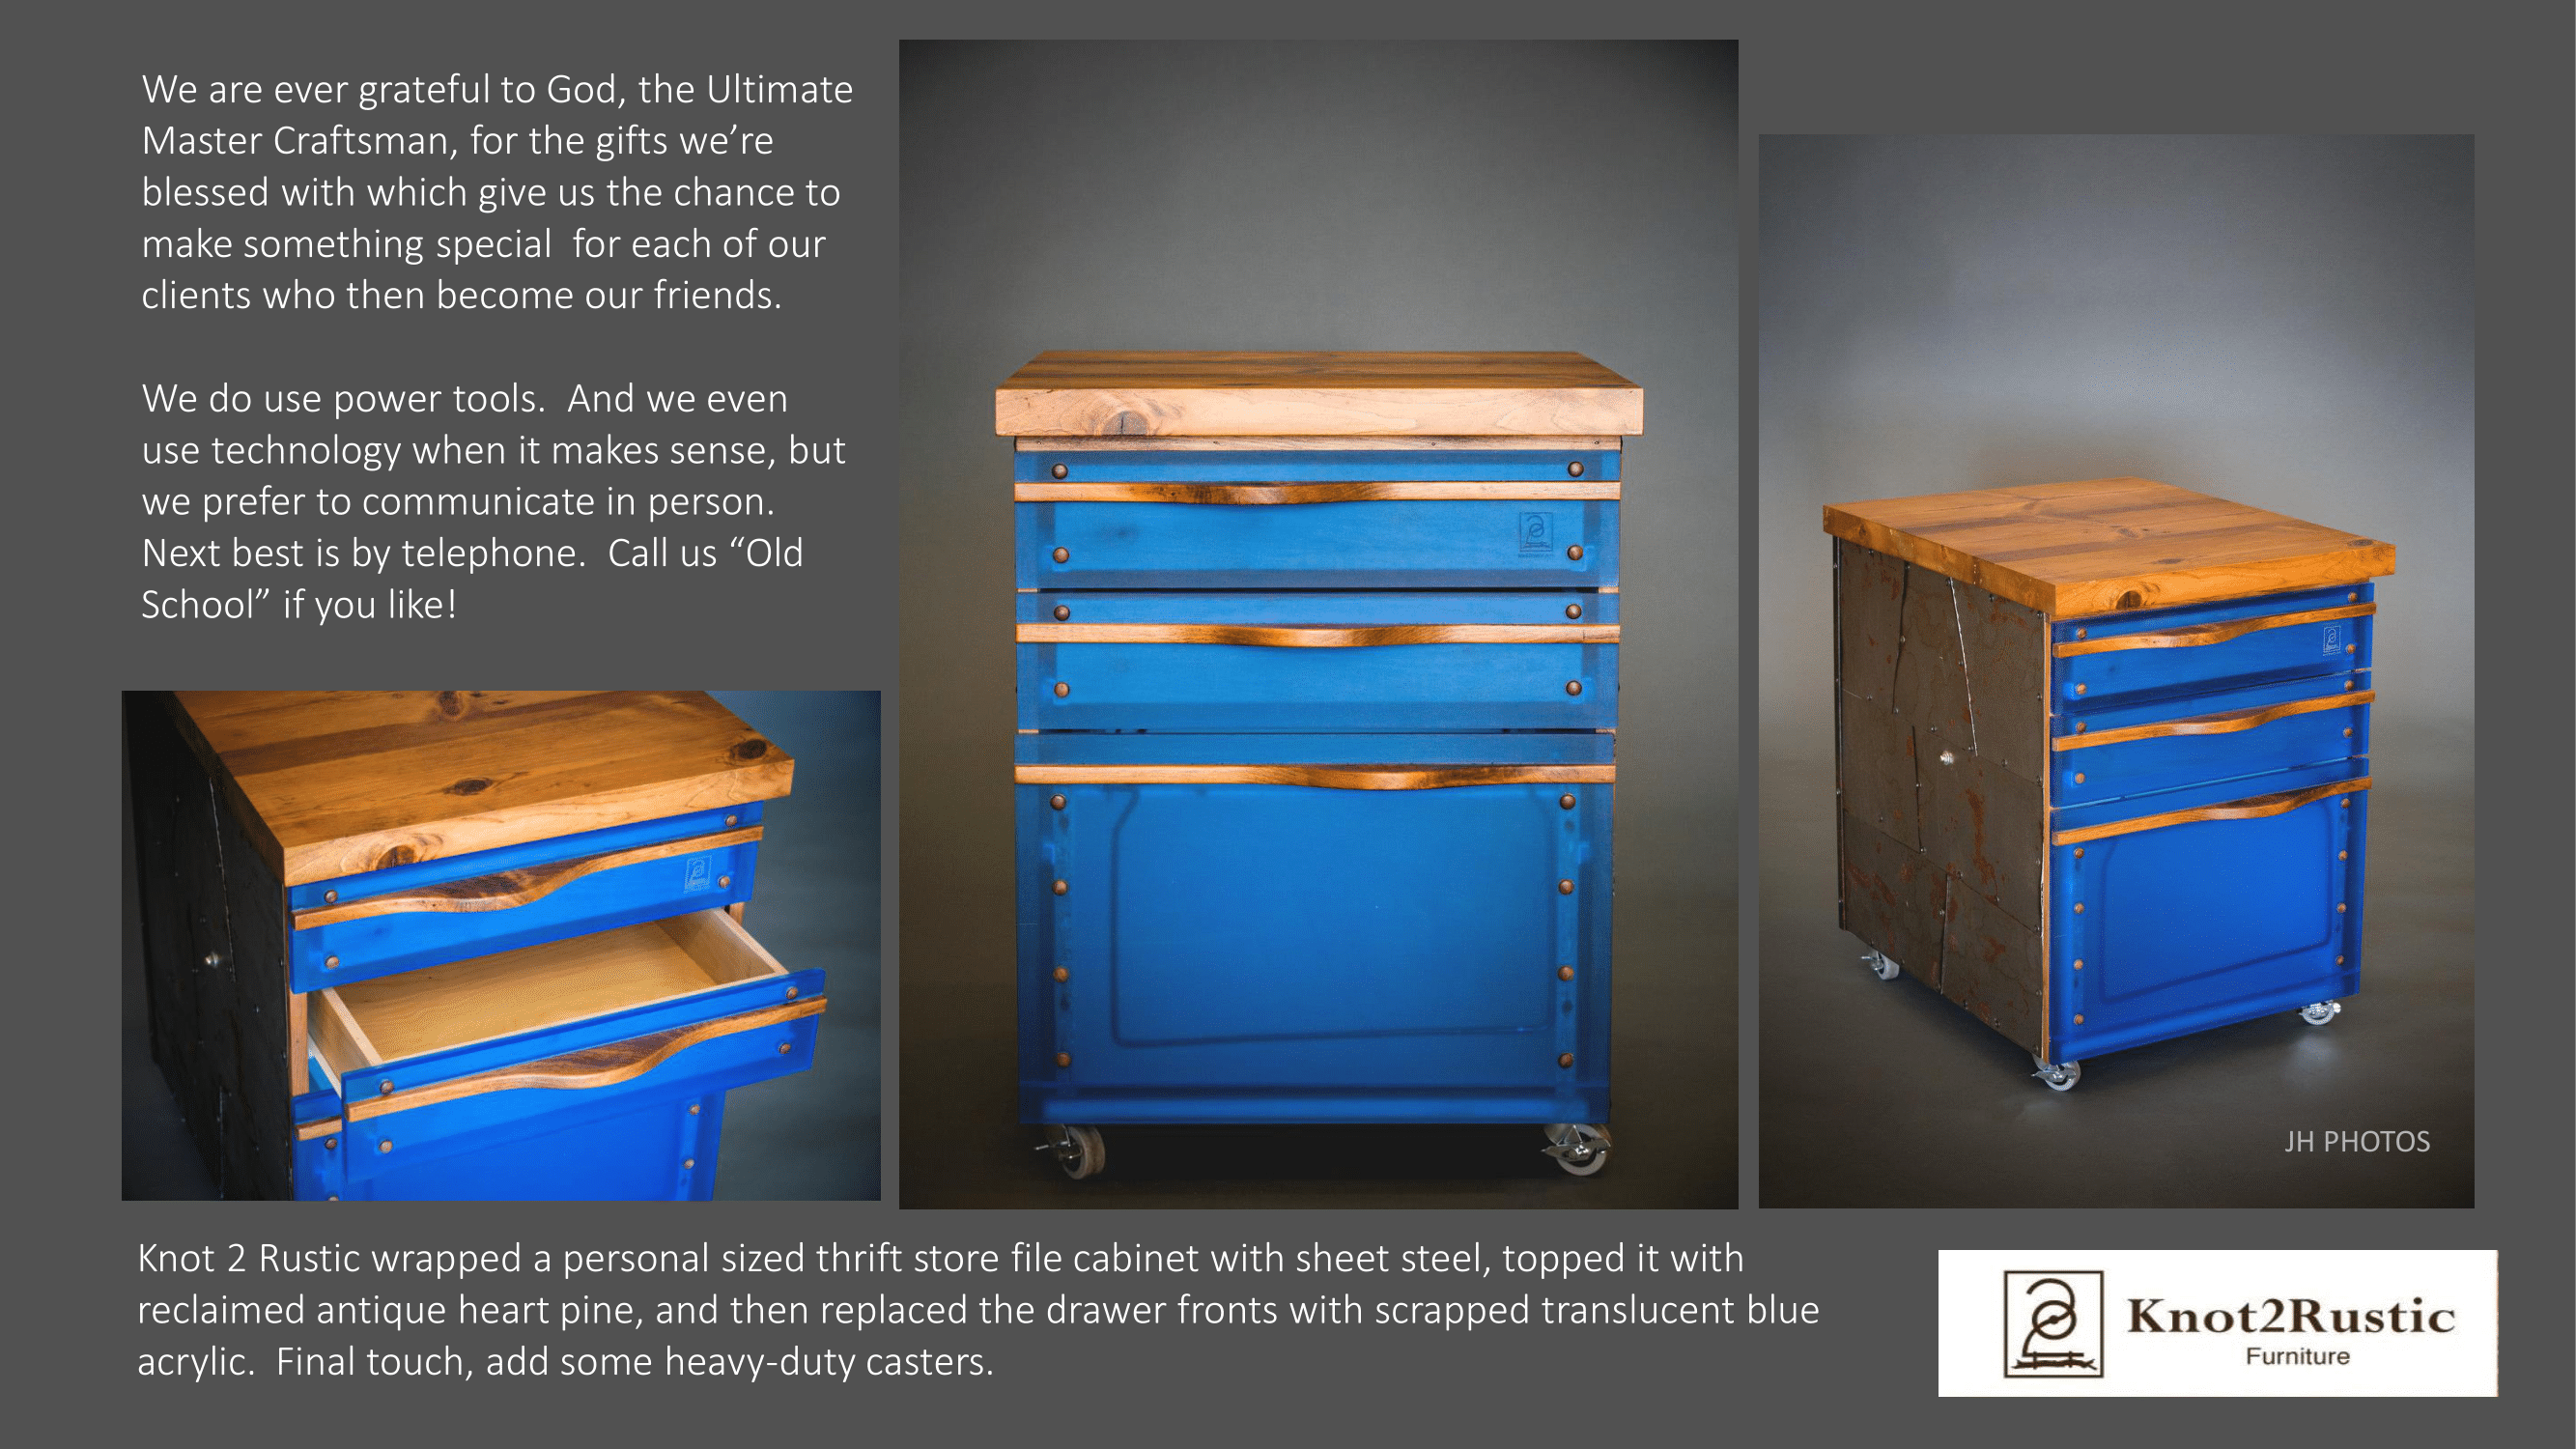 We are ever grateful to God, the Ultimate
Master Craftsman, for the gifts we’re
blessed with which give us the chance to
make something special  for each of our
clients who then become our friends.
We do use power tools.  And we even
use technology when it makes sense, but
we prefer to communicate in person.
Next best is by telephone.  Call us “Old
School” if you like!
JH PHOTOS
Knot 2 Rustic wrapped a personal sized thrift store file cabinet with sheet steel, topped it with
reclaimed antique heart pine, and then replaced the drawer fronts with scrapped translucent blue
acrylic.  Final touch, add some heavy-duty casters.
Knot2Rustic
Furniture